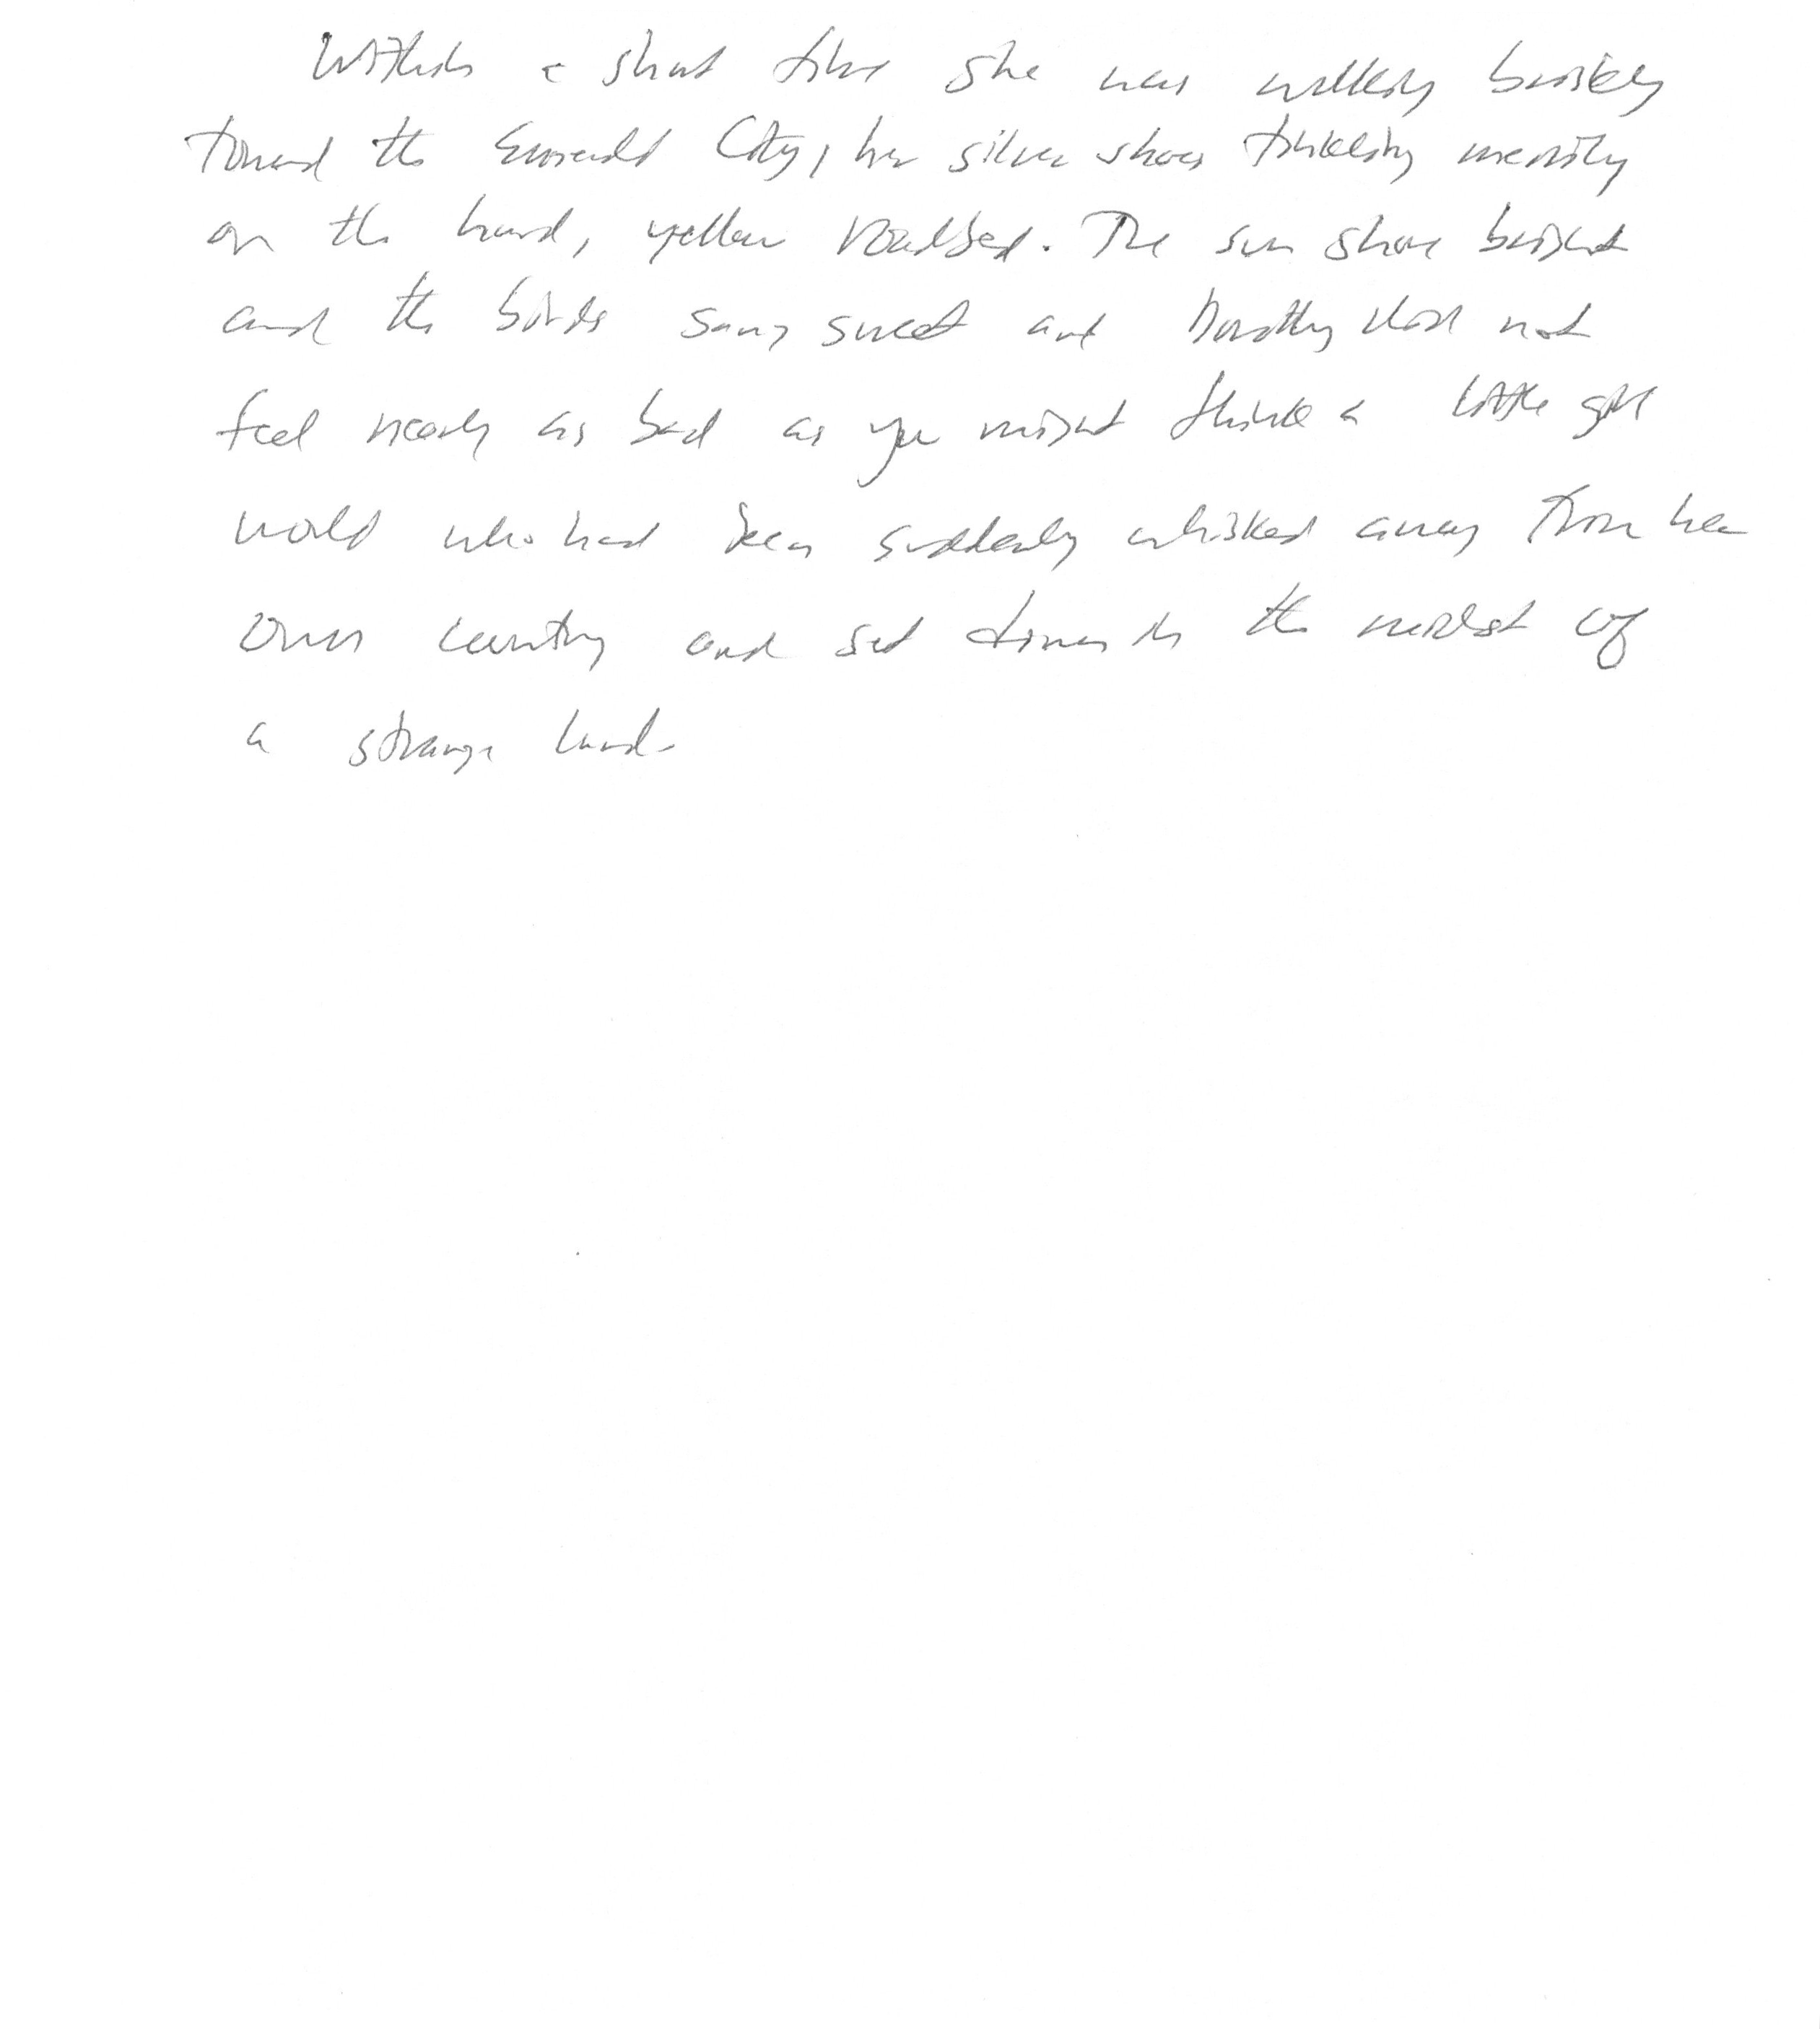 Within a short time she was walking briskly
toward the Emerald City, her silver shoes tinkling merrily
on the hard, yellow roadbed. The sun shone bright
and the birds sang sweet and Dorothy did not
feel nearly as bad as you might think a little girl
would who had been suddenly whisked away from her
own country and set down in the midst of
a strange land.